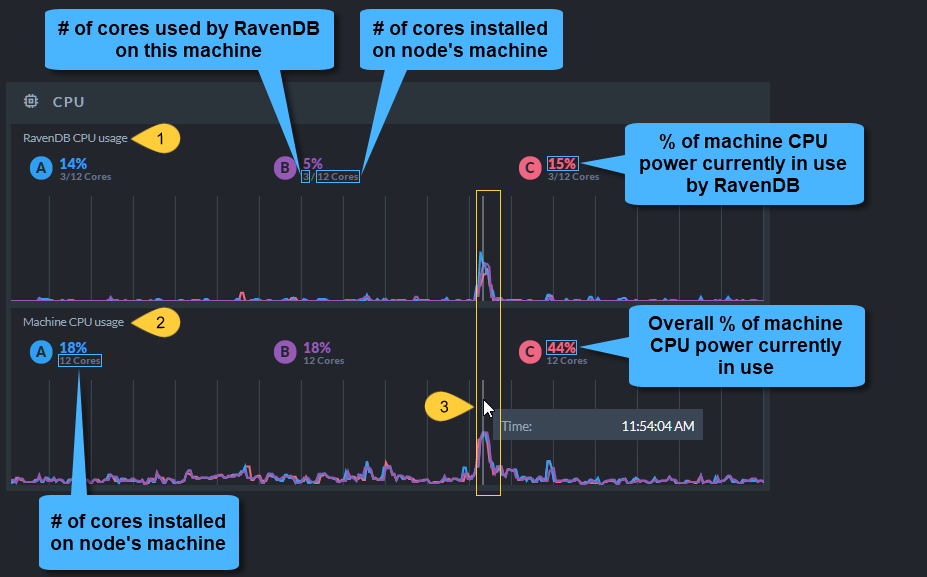 # of cores used by RavenDB
on this machine
# of cores installed
on node's machine
CPU
RavenDB CPU usage
1
A
14%
3/12 Cores
B
5%
3/12 Cores
C
15%
3/12 Cores
% of machine CPU
power currently in use
by RavenDB
Machine CPU usage
2
A
18%
12 Cores
B
18%
12 Cores
C
44%
12 Cores
Overall % of machine
CPU power currently
in use
3
Time: 11:54:04 AM
# of cores installed
on node's machine